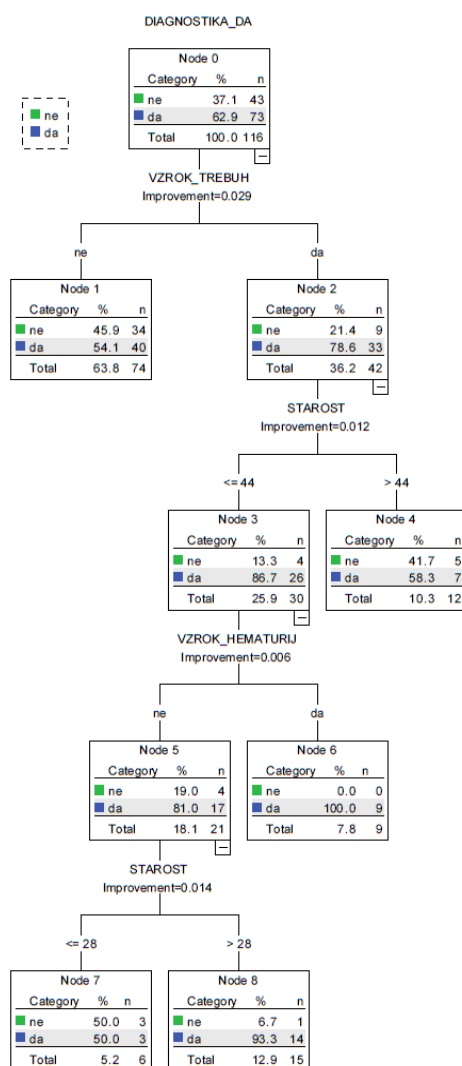 DIAGNOSTIKA_DA
ne
da
Node 0
Category % n
ne 37.1 43
da 62.9 73
Total 100.0 116
VZROK_TREBUH
Improvement=0.029
ne
da
Node 1
Category % n
ne 45.9 34
da 54.1 40
Total 63.8 74
Node 2
Category % n
ne 21.4 9
da 78.6 33
Total 36.2 42
STAROST
Improvement=0.012
<= 44
> 44
Node 3
Category % n
ne 13.3 4
da 86.7 26
Total 25.9 30
Node 4
Category % n
ne 41.7 5
da 58.3 7
Total 10.3 12
VZROK_HEMATURIJ
Improvement=0.006
ne
da
Node 5
Category % n
ne 19.0 4
da 81.0 17
Total 18.1 21
Node 6
Category % n
ne 0.0 0
da 100.0 9
Total 7.8 9
STAROST
Improvement=0.014
<= 28
> 28
Node 7
Category % n
ne 50.0 3
da 50.0 3
Total 5.2 6
Node 8
Category % n
ne 6.7 1
da 93.3 14
Total 12.9 15